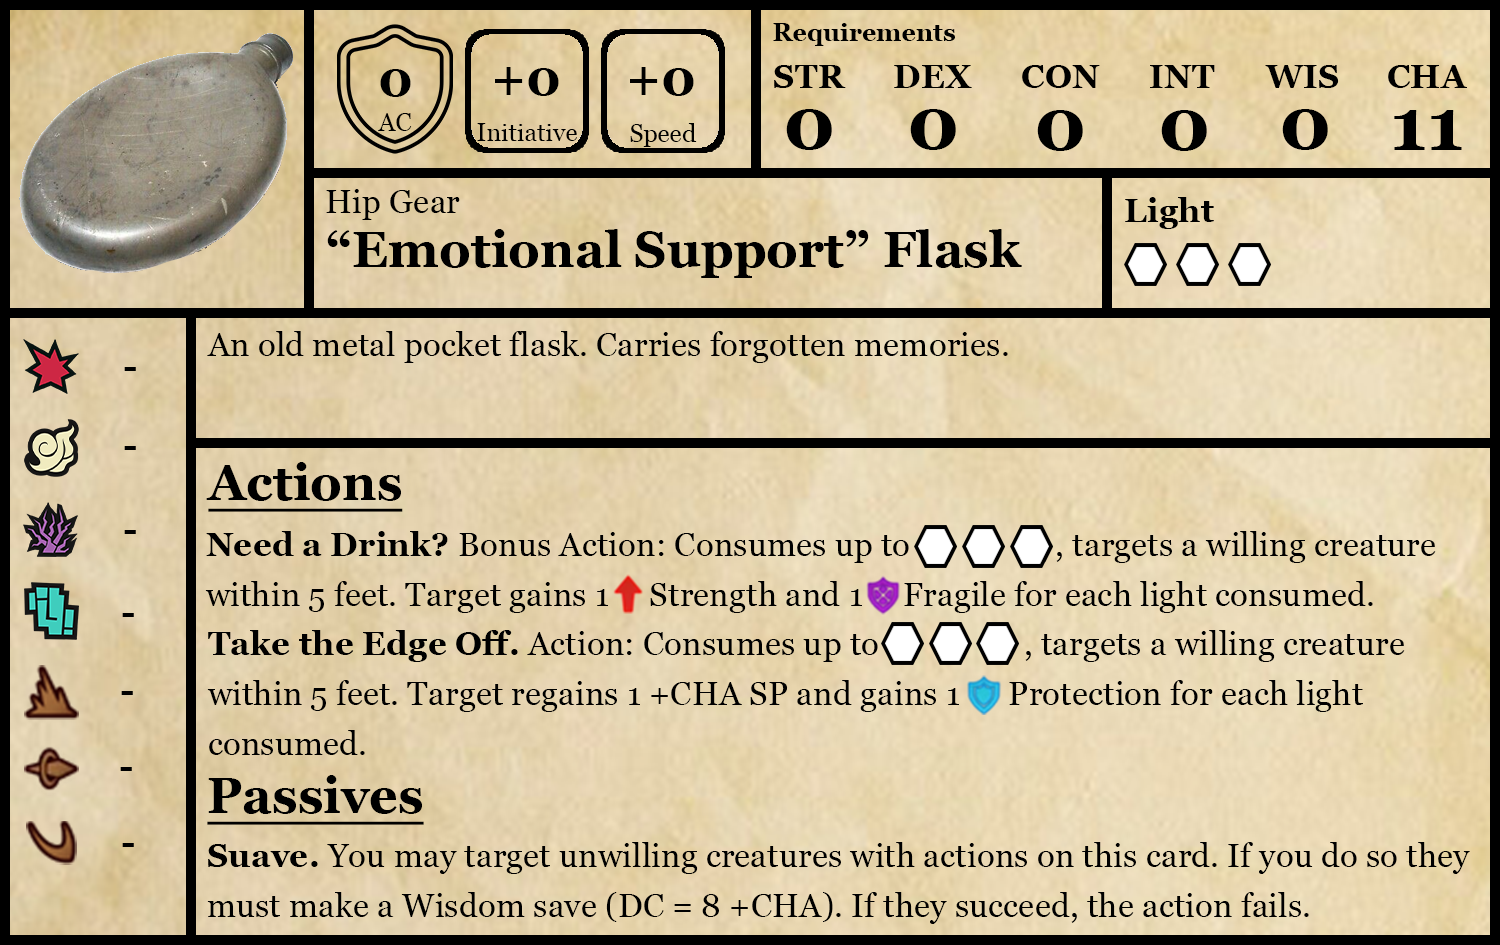 0
AC
+0
Initiative
+0
Speed
Requirements
STR DEX CON INT WIS CHA
0 0 0 0 0 11
Hip Gear
“Emotional Support” Flask
Light
-
-
-
-
-
-
-
An old metal pocket flask. Carries forgotten memories.
Actions
Need a Drink? Bonus Action: Consumes up to , targets a willing creature
within 5 feet. Target gains 1 Strength and 1 Fragile for each light consumed.
Take the Edge Off. Action: Consumes up to , targets a willing creature
within 5 feet. Target regains 1 +CHA SP and gains 1 Protection for each light
consumed.
Passives
Suave. You may target unwilling creatures with actions on this card. If you do so they
must make a Wisdom save (DC = 8 +CHA). If they succeed, the action fails.